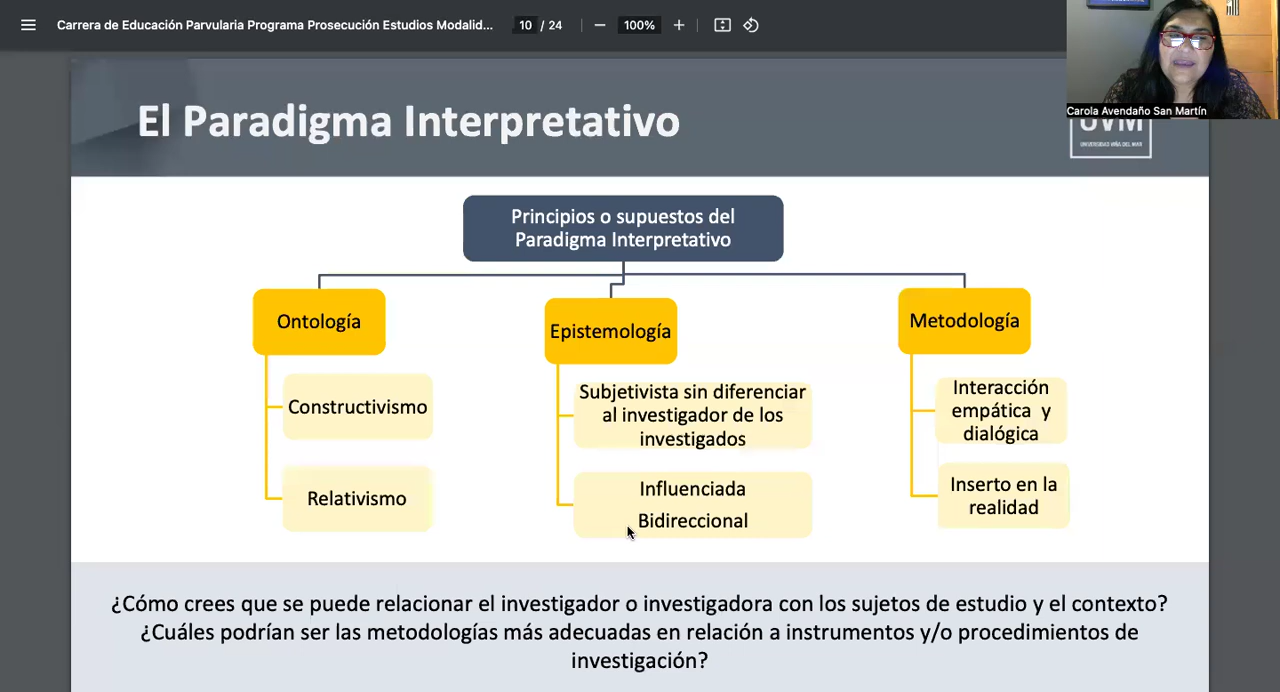 Carrera de Educación Parvularia Programa Prosecución Estudios Modalid...
10 / 24
100%
Carola Avendaño San Martín
El Paradigma Interpretativo
UVM
UNIVERSIDAD VIÑA DEL MAR
Principios o supuestos del
Paradigma Interpretativo
Ontología
Constructivismo
Relativismo
Epistemología
Subjetivista sin diferenciar
al investigador de los
investigados
Influenciada
Bidireccional
Metodología
Interacción
empática y
dialógica
Inserto en la
realidad
¿Cómo crees que se puede relacionar el investigador o investigadora con los sujetos de estudio y el contexto?
¿Cuáles podrían ser las metodologías más adecuadas en relación a instrumentos y/o procedimientos de
investigación?